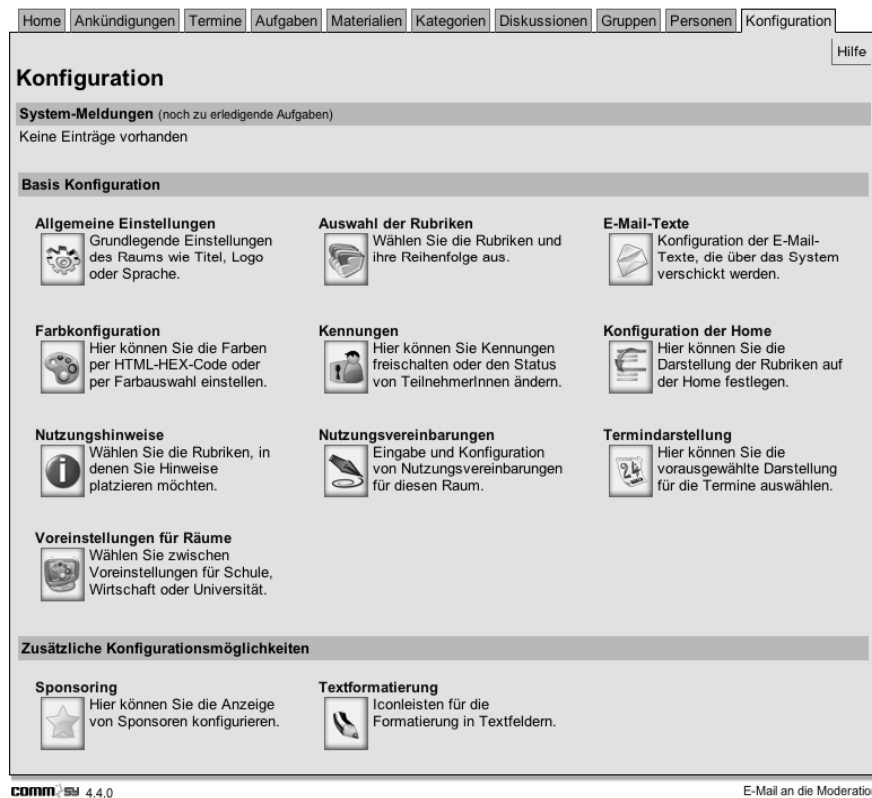 Home Ankündigungen Termine Aufgaben Materialien Kategorien Diskussionen Gruppen Personen Konfiguration
Hilfe
Konfiguration
System-Meldungen (noch zu erledigende Aufgaben)
Keine Einträge vorhanden
Basis Konfiguration
Allgemeine Einstellungen
Grundlegende Einstellungen
des Raums wie Titel, Logo
oder Sprache.
Auswahl der Rubriken
Wählen Sie die Rubriken und
ihre Reihenfolge aus.
E-Mail-Texte
Konfiguration der E-Mail-
Texte, die über das System
verschickt werden.
Farbkonfiguration
Hier können Sie die Farben
per HTML-HEX-Code oder
per Farbauswahl einstellen.
Kennungen
Hier können Sie Kennungen
freischalten oder den Status
von TeilnehmerInnen ändern.
Konfiguration der Home
Hier können Sie die
Darstellung der Rubriken auf
der Home festlegen.
Nutzungshinweise
Wählen Sie die Rubriken, in
denen Sie Hinweise
platzieren möchten.
Nutzungsvereinbarungen
Eingabe und Konfiguration
von Nutzungsvereinbarungen
für diesen Raum.
Termindarstellung
24
Hier können Sie die
vorausgewählte Darstellung
für die Termine auswählen.
Voreinstellungen für Räume
Wählen Sie zwischen
Voreinstellungen für Schule,
Wirtschaft oder Universität.
Zusätzliche Konfigurationsmöglichkeiten
Sponsoring
Hier können Sie die Anzeige
von Sponsoren konfigurieren.
Textformatierung
Iconleisten für die
Formatierung in Textfeldern.
commsy 4.4.0
E-Mail an die Moderation